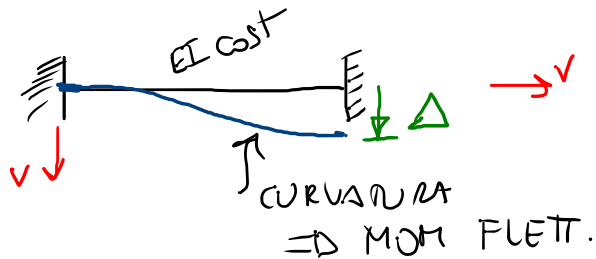 EI cost
V
Δ
V
CURVATURA
=D MOM FLETT.